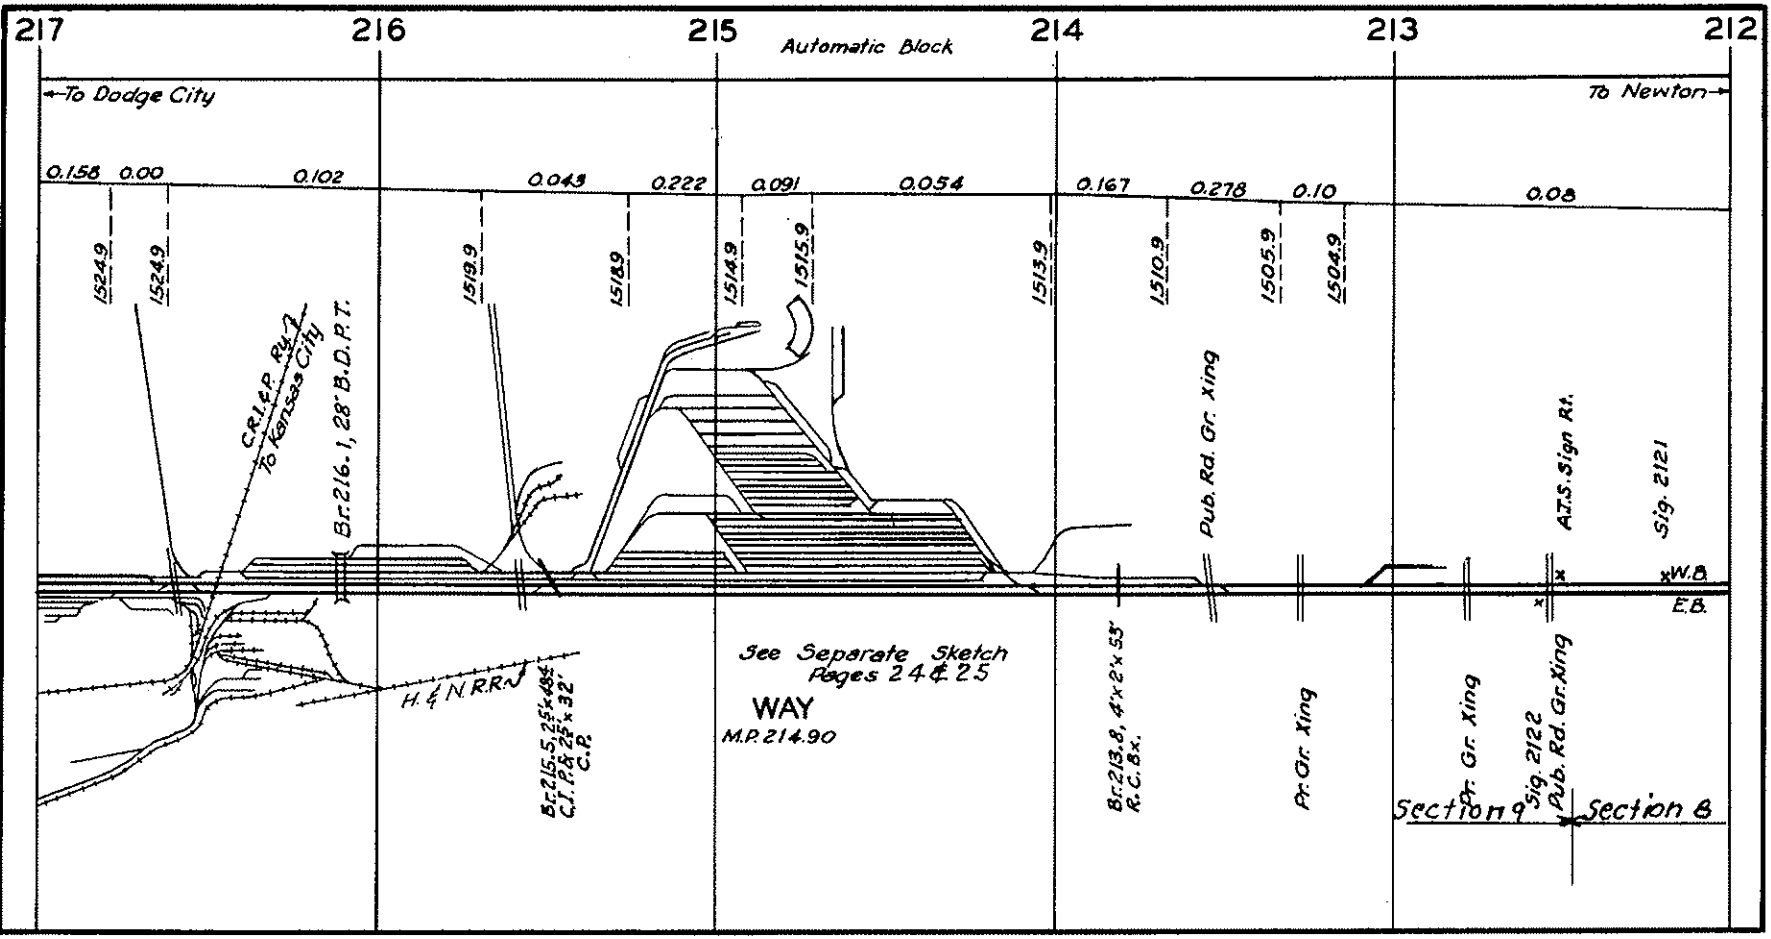 217 216 215 214 213 212
Automatic Block
←To Dodge City
To Newton→
0.158 0.00 0.102 0.043 0.222 0.091 0.054 0.167 0.278 0.10 0.08
1524.9
1524.9
1519.9
1518.9
1514.9
1515.9
1513.9
1510.9
1505.9
1504.9
C.R.I. & P. Ry.
To Kansas City
Br. 216.1, 28' B.D.P.T.
Pub. Rd. Gr. Xing
A.T.S. Sign Rt.
Sig. 2121
W.B.
E.B.
H. & N.R.R.
Br. 215.5, 25"x48'
C.I.P. & 25"x 32'
C.P.
See Separate Sketch
Pages 24 & 25
WAY
M.P. 214.90
Br. 213.8, 4'x2'x 53'
R.C.Bx.
Pr. Gr. Xing
Pr. Gr. Xing
Sig. 2122
Pub. Rd. Gr. Xing
Section 9
Section 8